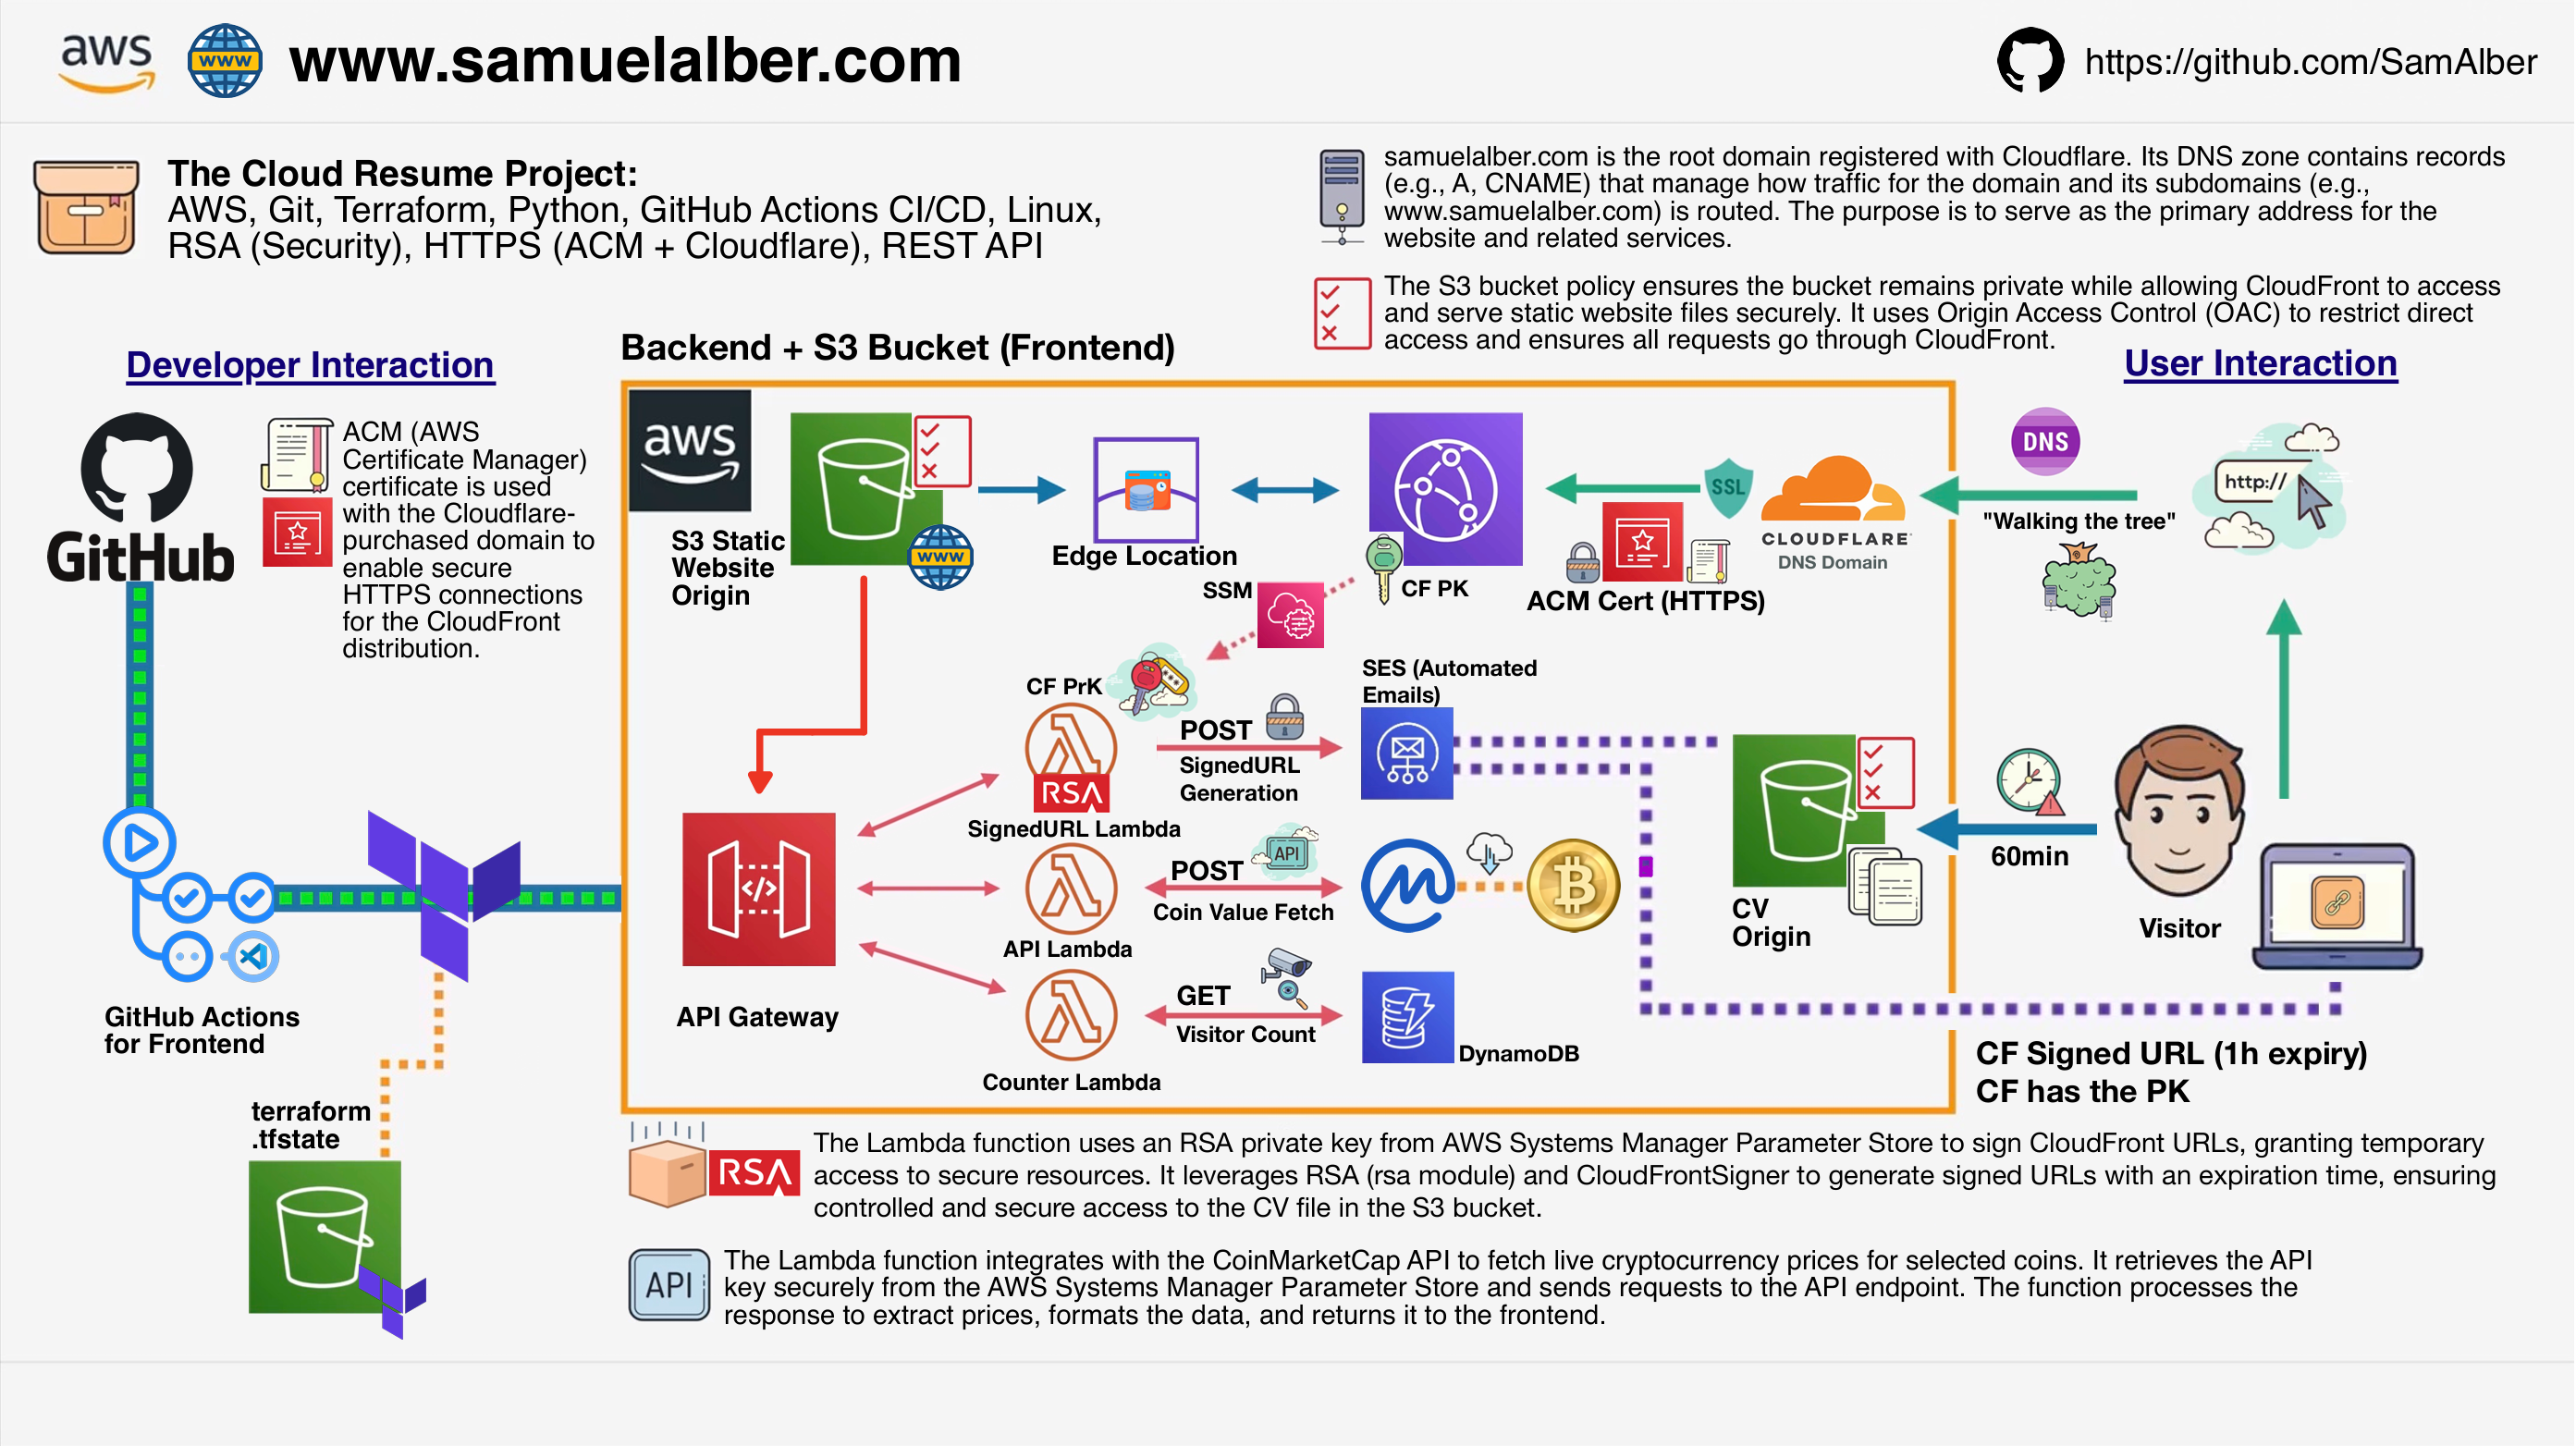 aws
www
www.samuelalber.com
https://github.com/SamAlber
The Cloud Resume Project:
AWS, Git, Terraform, Python, GitHub Actions CI/CD, Linux,
RSA (Security), HTTPS (ACM + Cloudflare), REST API
samuelalber.com is the root domain registered with Cloudflare. Its DNS zone contains records
(e.g., A, CNAME) that manage how traffic for the domain and its subdomains (e.g.,
www.samuelalber.com) is routed. The purpose is to serve as the primary address for the
website and related services.
The S3 bucket policy ensures the bucket remains private while allowing CloudFront to access
and serve static website files securely. It uses Origin Access Control (OAC) to restrict direct
access and ensures all requests go through CloudFront.
Developer Interaction
Backend + S3 Bucket (Frontend)
User Interaction
GitHub
ACM (AWS
Certificate Manager)
certificate is used
with the Cloudflare-
purchased domain to
enable secure
HTTPS connections
for the CloudFront
distribution.
aws
S3 Static
Website
Origin
www
Edge Location
SSM
CF PK
SSL
ACM Cert (HTTPS)
CLOUDFLARE
DNS Domain
DNS
"Walking the tree"
http://
CF PrK
RSA
SignedURL Lambda
POST
SignedURL
Generation
SES (Automated
Emails)
API Gateway
</>
API Lambda
POST
API
Coin Value Fetch
Counter Lambda
GET
Visitor Count
DynamoDB
CV
Origin
60min
Visitor
CF Signed URL (1h expiry)
CF has the PK
GitHub Actions
for Frontend
terraform
.tfstate
RSA
The Lambda function uses an RSA private key from AWS Systems Manager Parameter Store to sign CloudFront URLs, granting temporary
access to secure resources. It leverages RSA (rsa module) and CloudFrontSigner to generate signed URLs with an expiration time, ensuring
controlled and secure access to the CV file in the S3 bucket.
API
The Lambda function integrates with the CoinMarketCap API to fetch live cryptocurrency prices for selected coins. It retrieves the API
key securely from the AWS Systems Manager Parameter Store and sends requests to the API endpoint. The function processes the
response to extract prices, formats the data, and returns it to the frontend.